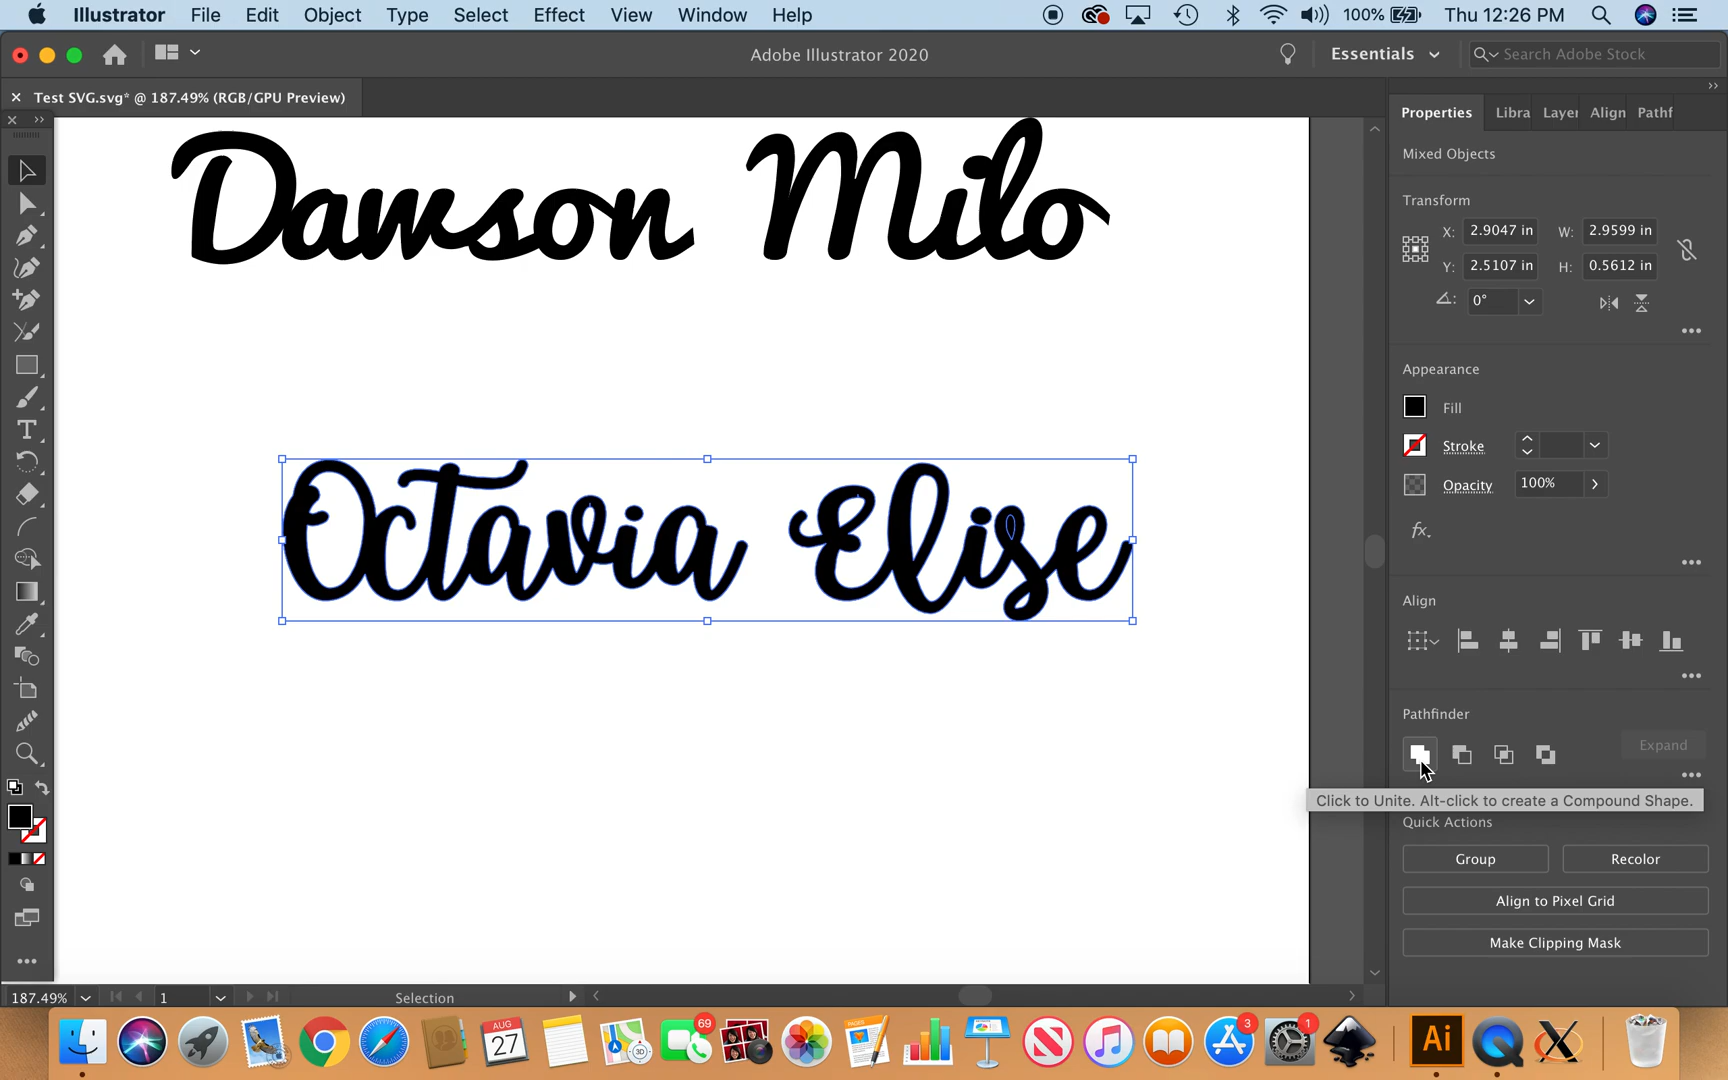 Illustrator File Edit Object Type Select Effect View Window Help 100% Thu 12:26 PM
Adobe Illustrator 2020
Essentials
Search Adobe Stock
× Test SVG.svg* @ 187.49% (RGB/GPU Preview)
Properties Libra Layer Align Pathf
Dawson Milo
Mixed Objects
Transform
X: 2.9047 in W: 2.9599 in
Y: 2.5107 in H: 0.5612 in
0°
Appearance
Fill
Stroke
Opacity 100%
fx.
Octavia Elise
Align
Pathfinder
Expand
Click to Unite. Alt-click to create a Compound Shape.
Quick Actions
Group Recolor
Align to Pixel Grid
Make Clipping Mask
187.49% 1 Selection
AUG
27
69
3D
PAGES
3
1
Ai